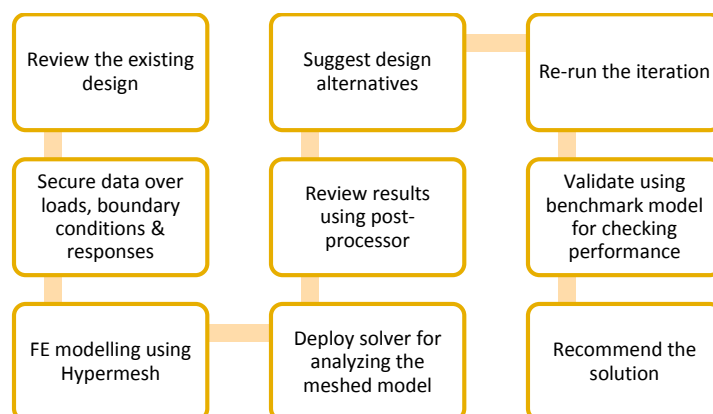 Review the existing
design
Secure data over
loads, boundary
conditions &
responses
FE modelling using
Hypermesh
Deploy solver for
analyzing the
meshed model
Review results
using post-
processor
Suggest design
alternatives
Re-run the iteration
Validate using
benchmark model
for checking
performance
Recommend the
solution